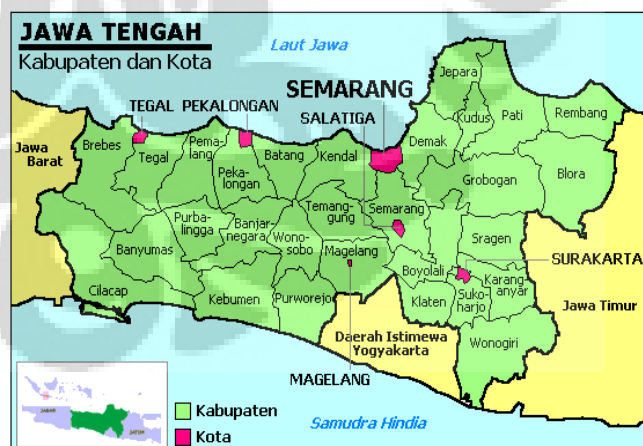 JAWA TENGAH
Kabupaten dan Kota
Laut Jawa
TEGAL
PEKALONGAN
SEMARANG
SALATIGA
Jepara
Kudus
Pati
Rembang
Demak
Brebes
Tegal
Pema-
lang
Peka-
longan
Batang
Kendal
Grobogan
Blora
Jawa
Barat
Temang-
gung
Semarang
Purba-
lingga
Banjar-
negara
Wono-
sobo
Sragen
Banyumas
Magelang
Boyolali
SURAKARTA
Karang-
anyar
Cilacap
Kebumen
Purworejo
Klaten
Suko-
harjo
Jawa Timur
Daerah Istimewa
Yogyakarta
Wonogiri
MAGELANG
JABAR
JATIM
Kabupaten
Kota
Samudra Hindia